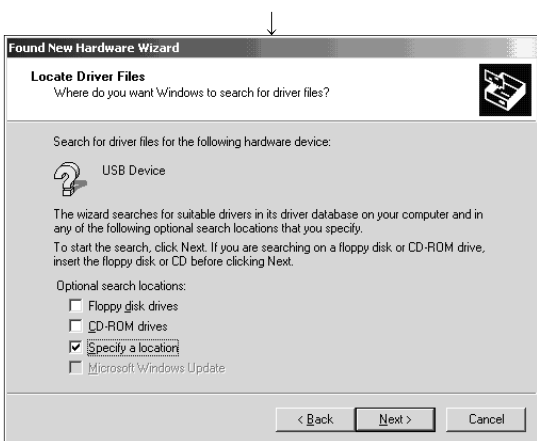 Found New Hardware Wizard
Locate Driver Files
Where do you want Windows to search for driver files?
Search for driver files for the following hardware device:
USB Device
The wizard searches for suitable drivers in its driver database on your computer and in
any of the following optional search locations that you specify.
To start the search, click Next. If you are searching on a floppy disk or CD-ROM drive,
insert the floppy disk or CD before clicking Next.
Optional search locations:
Floppy disk drives
CD-ROM drives
Specify a location
Microsoft Windows Update
< Back Next > Cancel